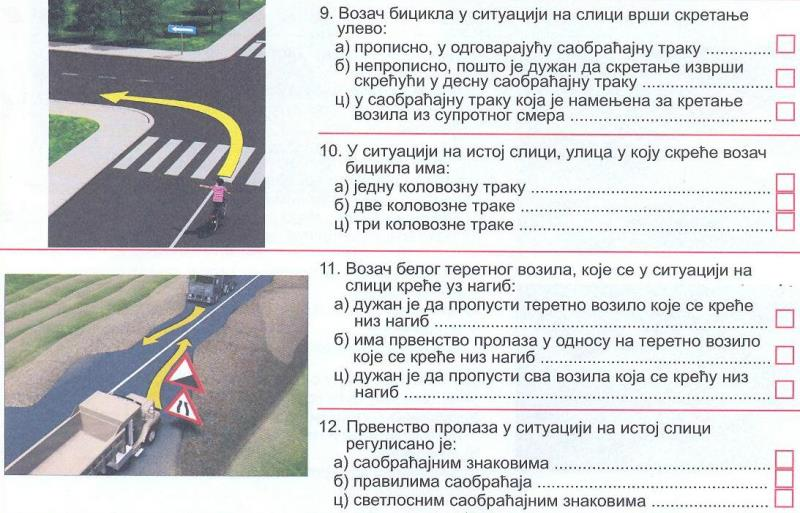 9. Возач бицикла у ситуацији на слици врши скретање
улево:
а) прописно, у одговарајућу саобраћајну траку
б) непрописно, пошто је дужан да скретање изврши
скрећући у десну саобраћајну траку
ц) у саобраћајну траку која је намењена за кретање
возила из супротног смера
10. У ситуацији на истој слици, улица у коју скреће возач
бицикла има:
а) једну коловозну траку
б) две коловозне траке
ц) три коловозне траке
11. Возач белог теретног возила, које се у ситуацији на
слици креће уз нагиб:
а) дужан је да пропусти теретно возило које се креће
низ нагиб
б) има првенство пролаза у односу на теретно возило
које се креће низ нагиб
ц) дужан је да пропусти сва возила која се крећу низ
нагиб
12. Првенство пролаза у ситуацији на истој слици
регулисано је:
а) саобраћајним знаковима
б) правилима саобраћаја
ц) светлосним саобраћајним знаковима